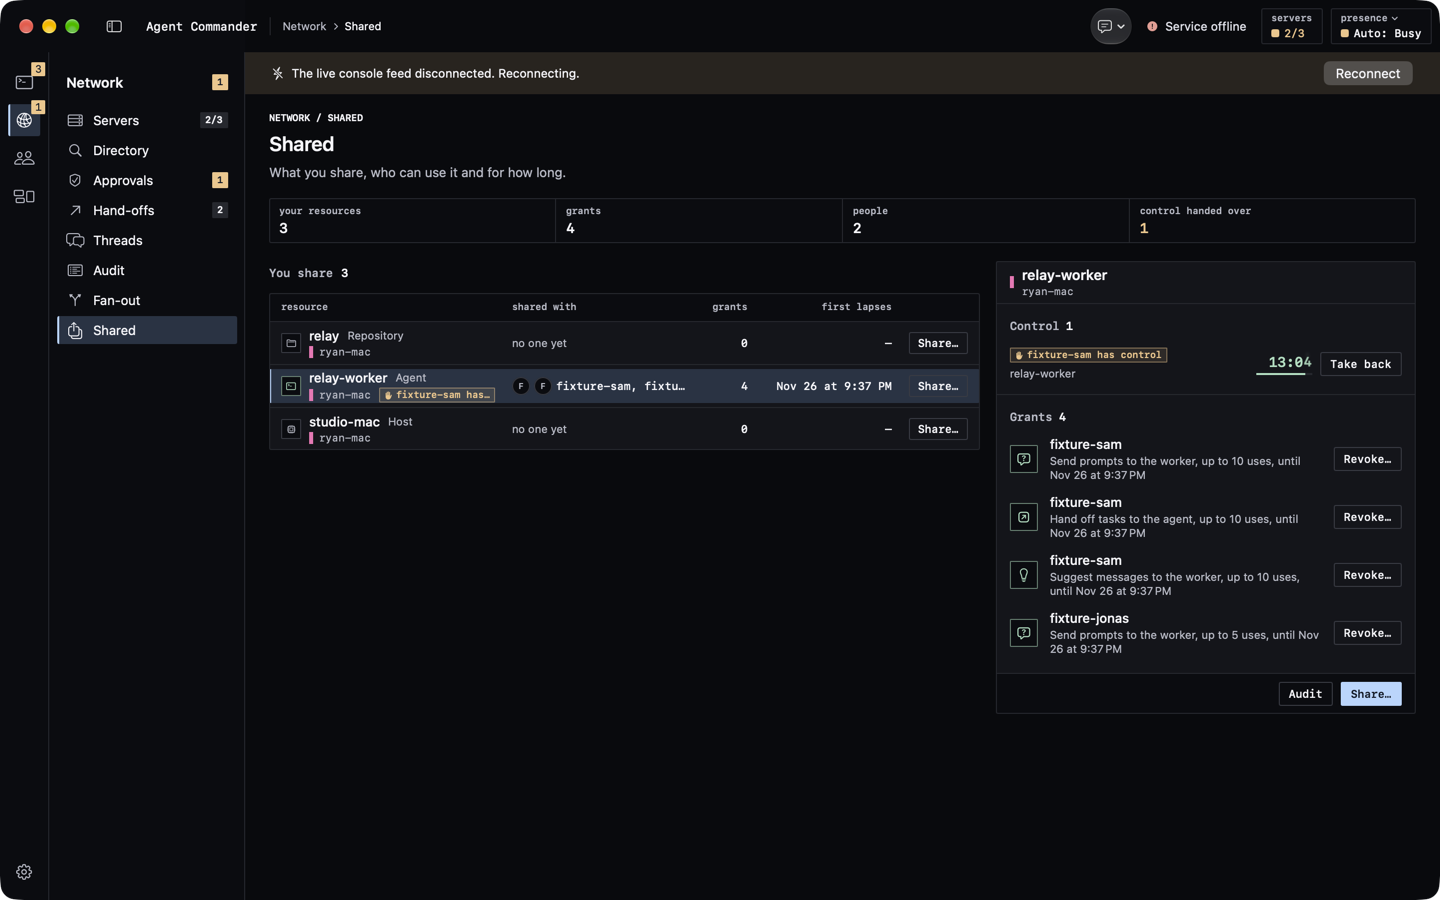 Agent Commander
Network › Shared
Service offline
servers
2/3
presence
Auto: Busy
3
1
Network 1
Servers 2/3
Directory
Approvals 1
Hand-offs 2
Threads
Audit
Fan-out
Shared
The live console feed disconnected. Reconnecting.
Reconnect
NETWORK / SHARED
Shared
What you share, who can use it and for how long.
your resources
3
grants
4
people
2
control handed over
1
You share 3
resource shared with grants first lapses
relay Repository
ryan-mac
no one yet 0 — Share…
relay-worker Agent
ryan-mac fixture-sam has…
F F fixture-sam, fixtu… 4 Nov 26 at 9:37 PM Share…
studio-mac Host
ryan-mac
no one yet 0 — Share…
relay-worker
ryan-mac
Control 1
fixture-sam has control
relay-worker
13:04 Take back
Grants 4
fixture-sam
Send prompts to the worker, up to 10 uses, until
Nov 26 at 9:37 PM
Revoke…
fixture-sam
Hand off tasks to the agent, up to 10 uses, until
Nov 26 at 9:37 PM
Revoke…
fixture-sam
Suggest messages to the worker, up to 10 uses,
until Nov 26 at 9:37 PM
Revoke…
fixture-jonas
Send prompts to the worker, up to 5 uses, until Nov
26 at 9:37 PM
Revoke…
Audit Share…